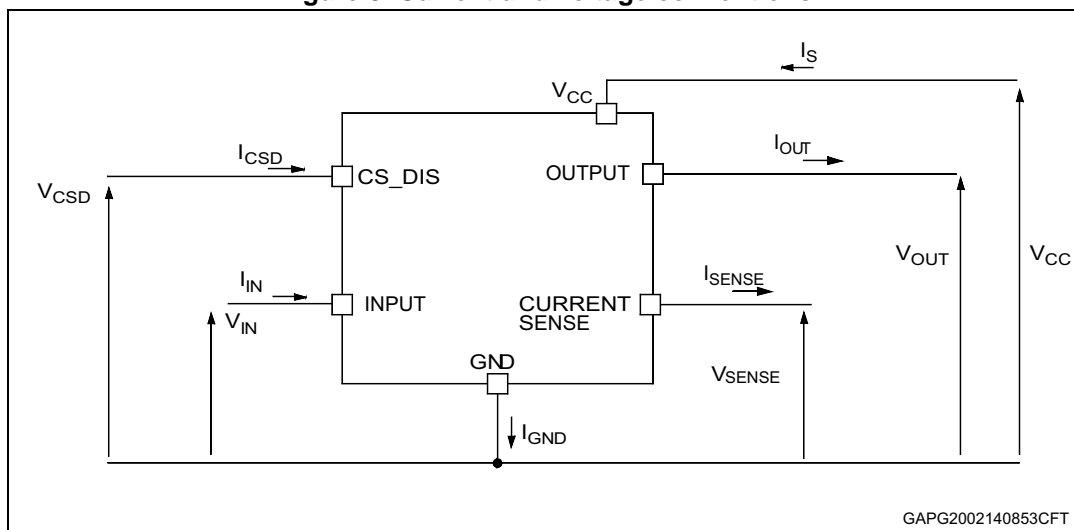 I_S
V_CC
I_CSD
I_OUT
CS_DIS
OUTPUT
V_CSD
V_OUT
V_CC
I_IN
I_SENSE
INPUT
CURRENT
SENSE
V_IN
GND
V_SENSE
I_GND
GAPG2002140853CFT